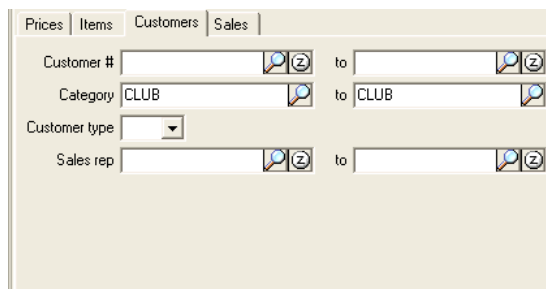 Prices Items Customers Sales
Customer # Z to Z
Category CLUB to CLUB
Customer type
Sales rep Z to Z